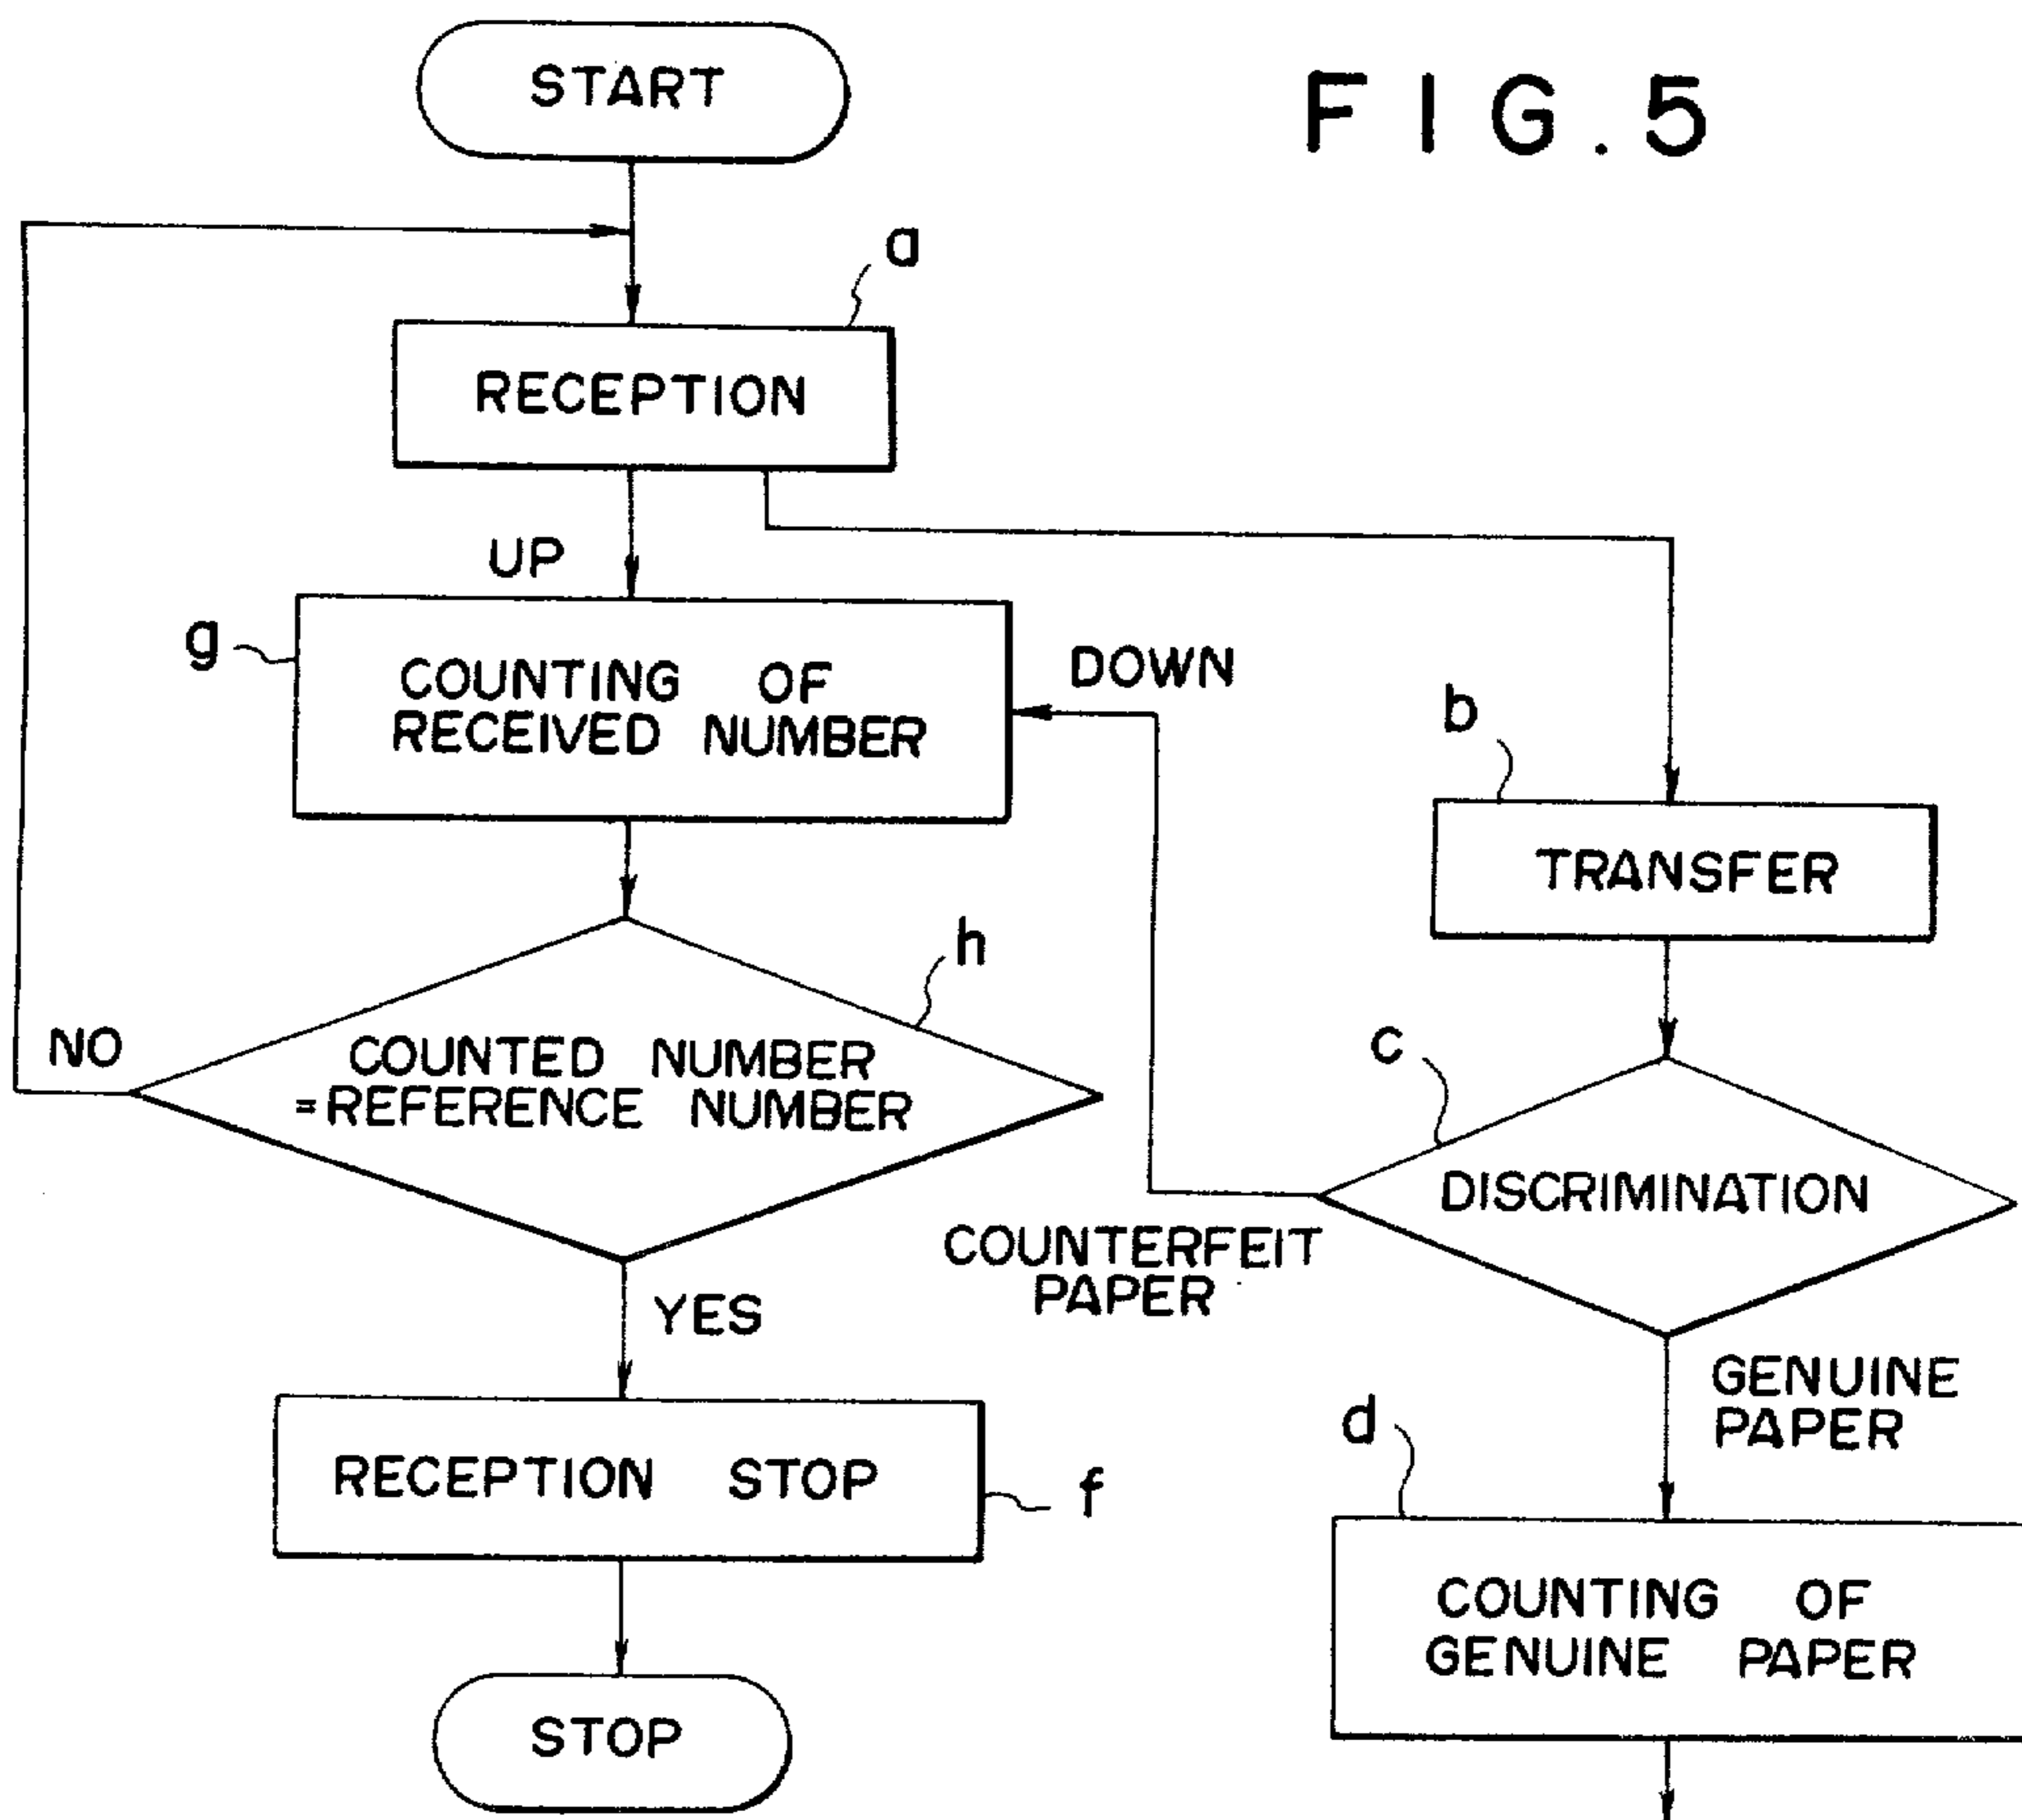 START
FIG.5
a
RECEPTION
UP
g
COUNTING OF
RECEIVED NUMBER
DOWN
b
TRANSFER
h
NO
COUNTED NUMBER
=REFERENCE NUMBER
c
DISCRIMINATION
COUNTERFEIT
PAPER
YES
GENUINE
PAPER
RECEPTION STOP
f
d
COUNTING OF
GENUINE PAPER
STOP